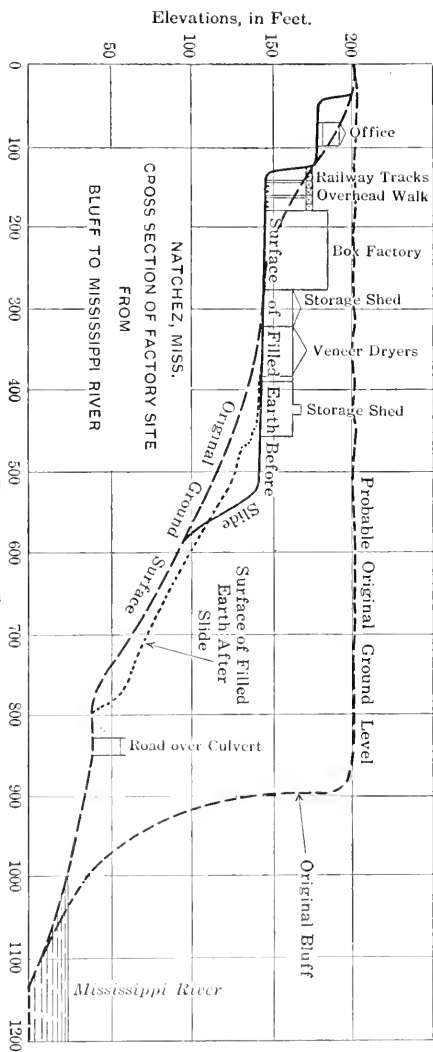 Elevations, in Feet.
200
150
100
50
0
100
200
300
400
500
600
700
800
900
1000
1100
1200
Office
Railway Tracks
Overhead Walk
Box Factory
Storage Shed
Veneer Dryers
Storage Shed
Probable Original Ground Level
Surface of Filled Earth Before
Slide
Original Ground Surface
Surface of Filled
Earth After
Slide
Road over Culvert
Original Bluff
Mississippi River
NATCHEZ, MISS.
CROSS SECTION OF FACTORY SITE
FROM
BLUFF TO MISSISSIPPI RIVER